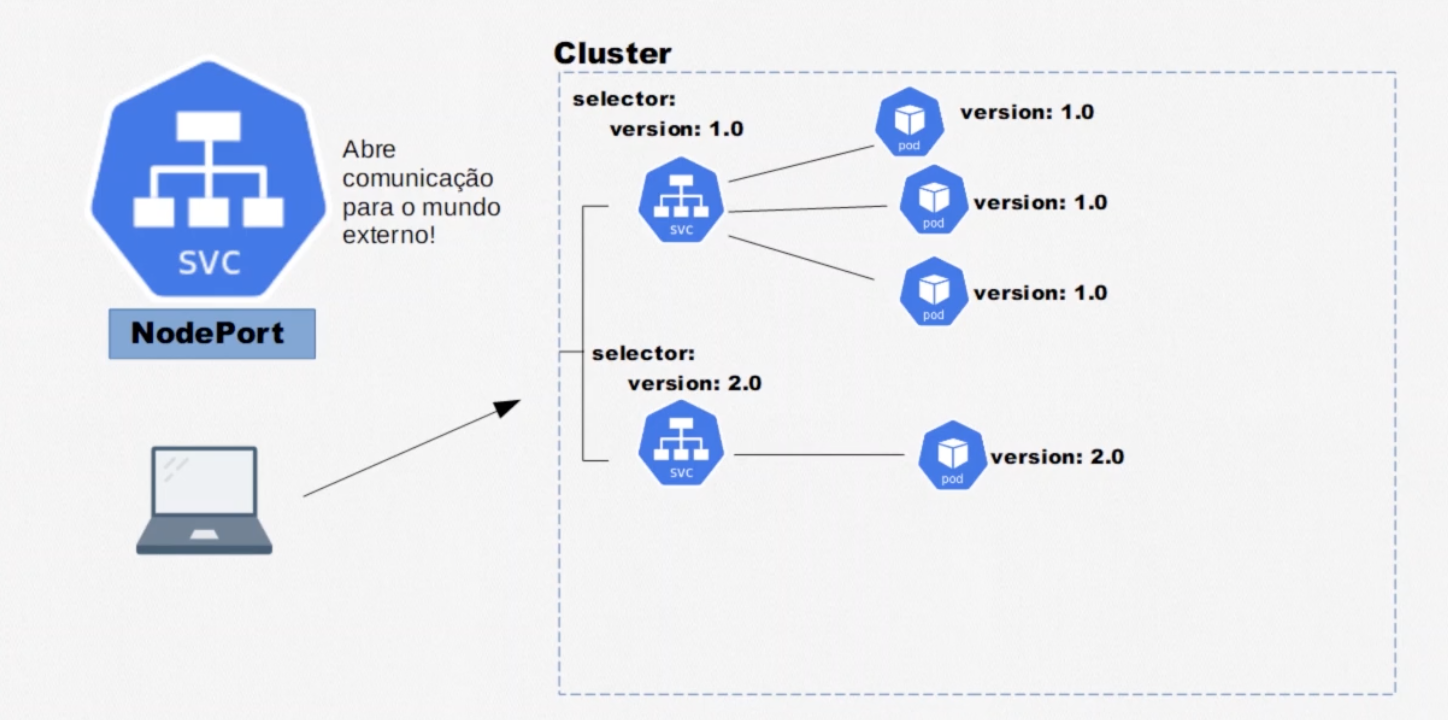 Cluster
selector:
version: 1.0
pod
version: 1.0
svc
Abre
comunicação
para o mundo
externo!
svc
pod
version: 1.0
pod
version: 1.0
NodePort
selector:
version: 2.0
svc
pod
version: 2.0